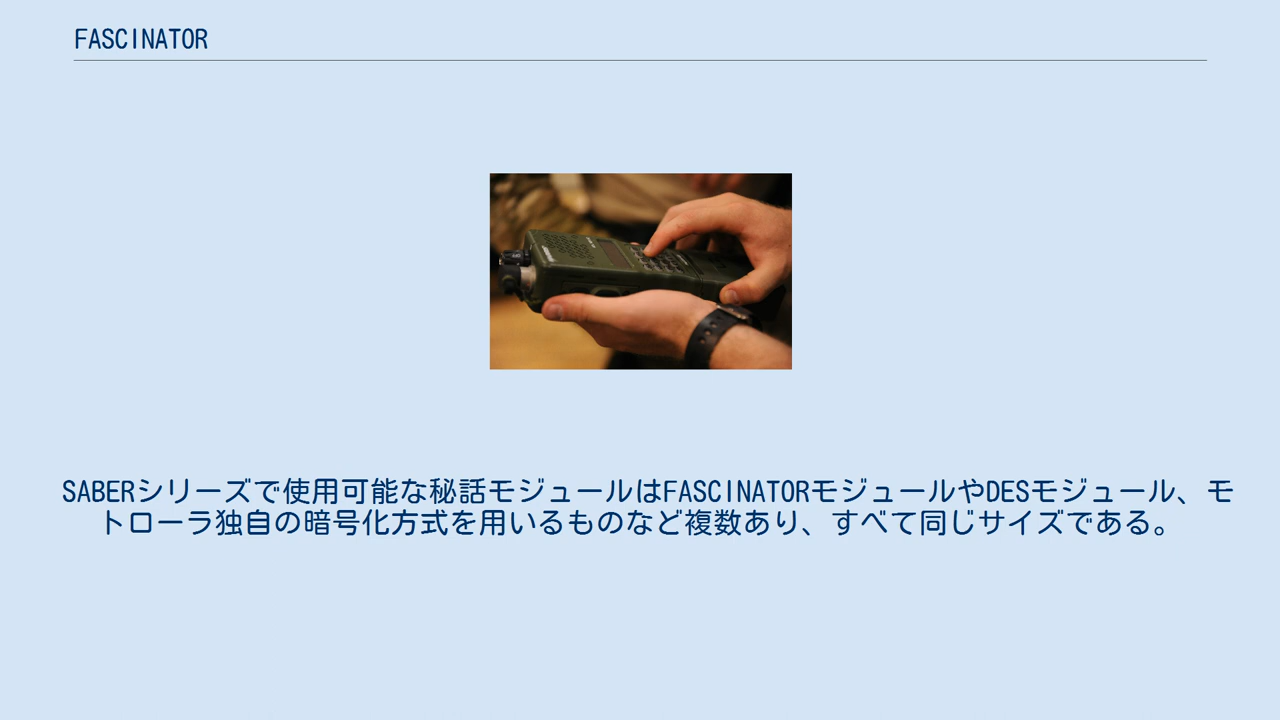 FASCINATOR
SABERシリーズで使用可能な秘話モジュールはFASCINATORモジュールやDESモジュール、モ
トローラ独自の暗号化方式を用いるものなど複数あり、すべて同じサイズである。